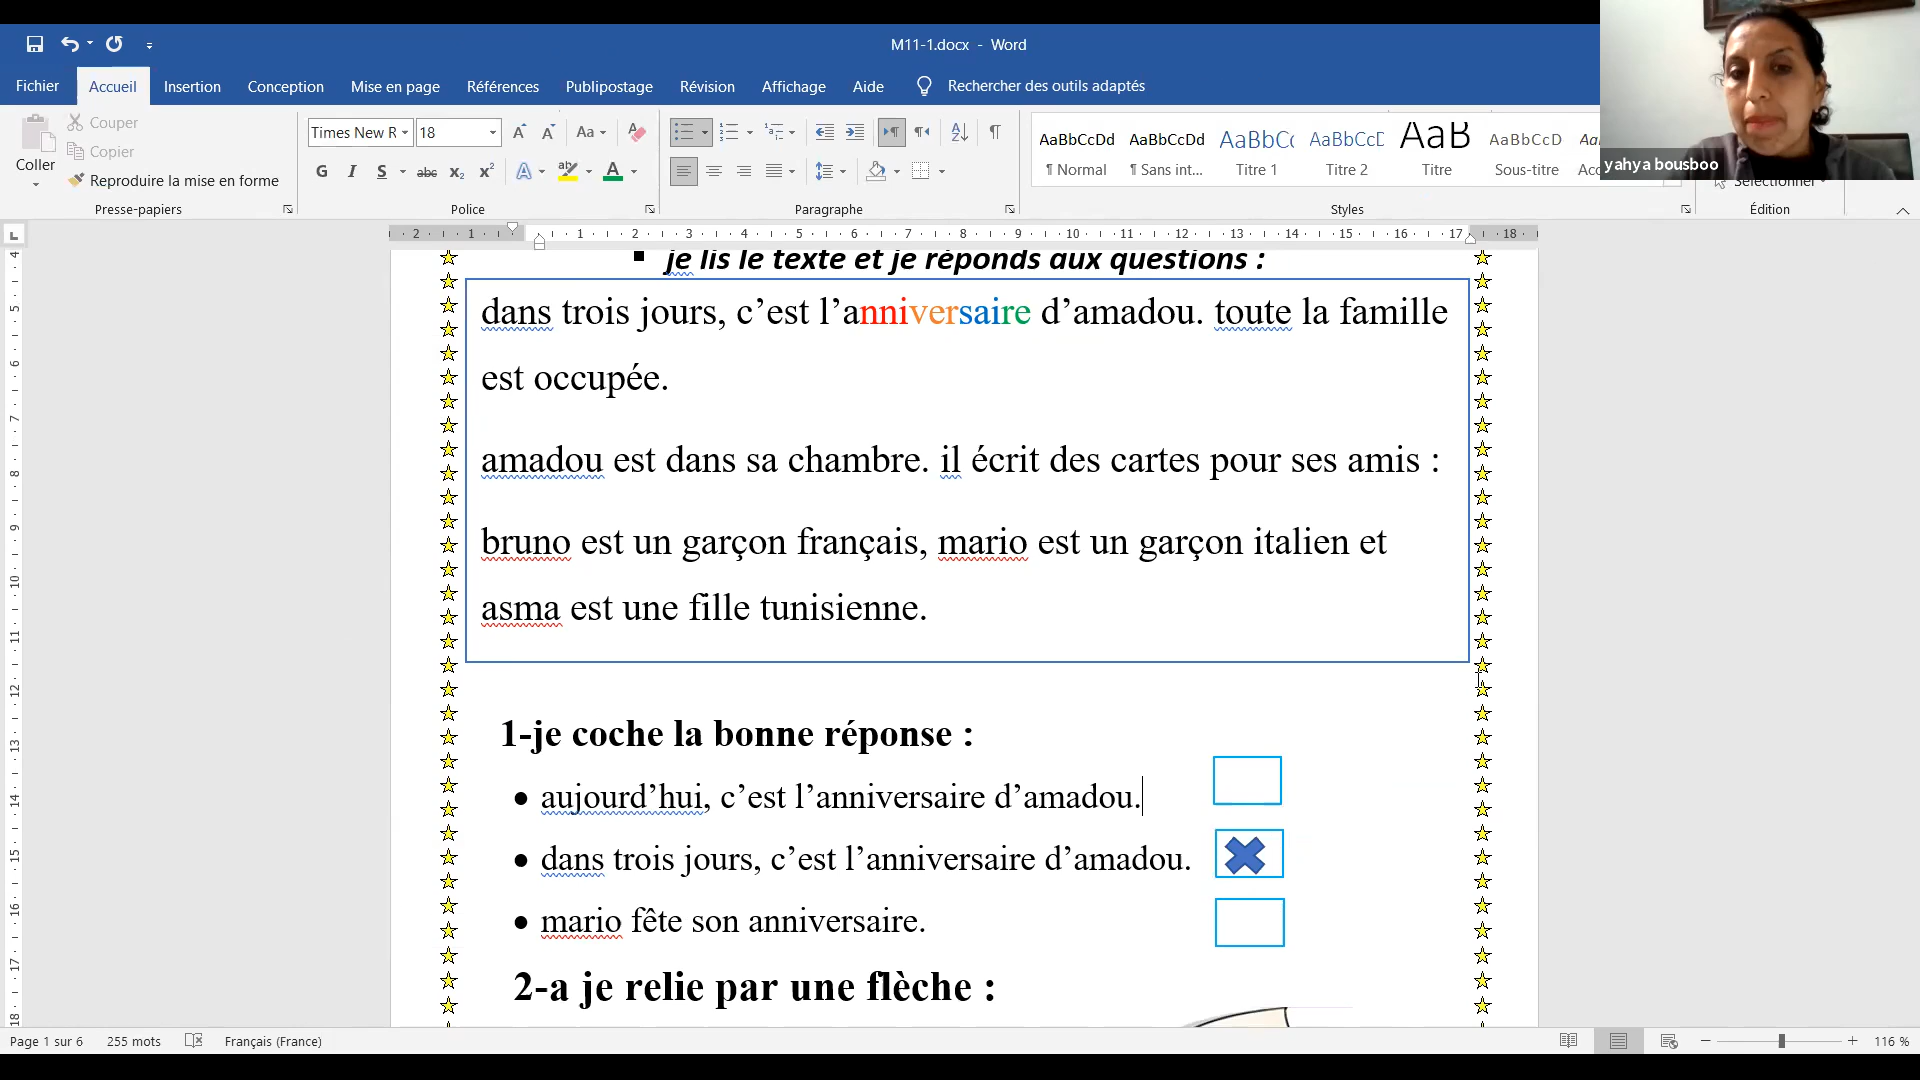 M11-1.docx - Word
Fichier Accueil Insertion Conception Mise en page Références Publipostage Révision Affichage Aide Rechercher des outils adaptés
Coller
Couper
Copier
Reproduire la mise en forme
Presse-papiers
Times New R 18
Police
Paragraphe
AaBbCcDd AaBbCcDd AaBbCc AaBbCcC AaB AaBbCcD
¶ Normal ¶ Sans int... Titre 1 Titre 2 Titre Sous-titre
Styles
Sélectionner
Édition
yahya bousboo
je lis le texte et je réponds aux questions :
dans trois jours, c’est l’anniversaire d’amadou. toute la famille
est occupée.
amadou est dans sa chambre. il écrit des cartes pour ses amis :
bruno est un garçon français, mario est un garçon italien et
asma est une fille tunisienne.
1-je coche la bonne réponse :
• aujourd’hui, c’est l’anniversaire d’amadou.
• dans trois jours, c’est l’anniversaire d’amadou.
• mario fête son anniversaire.
2-a je relie par une flèche :
Page 1 sur 6 255 mots Français (France) 116 %